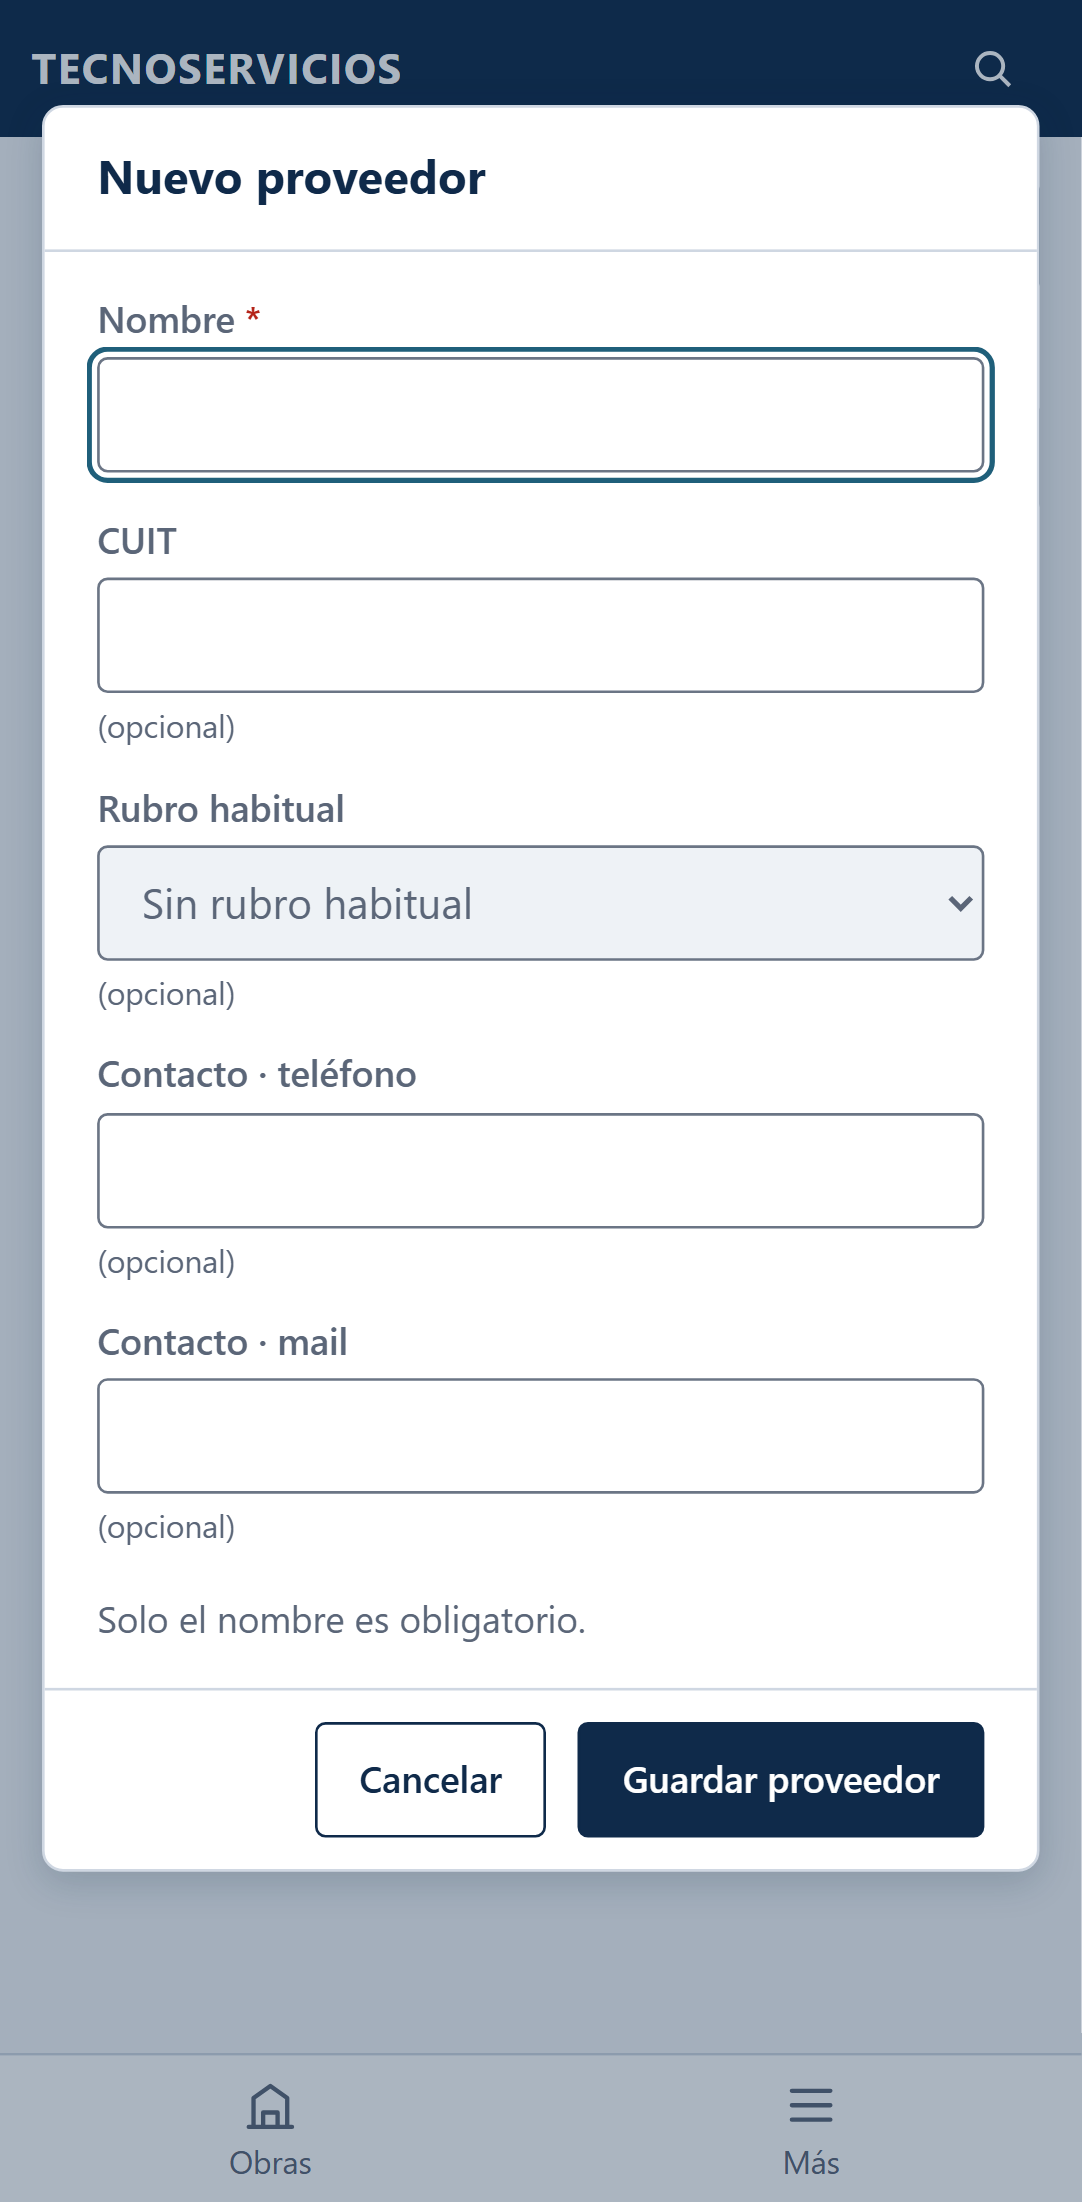 TECNOSERVICIOS
Nuevo proveedor
Nombre *
CUIT
(opcional)
Rubro habitual
Sin rubro habitual
(opcional)
Contacto · teléfono
(opcional)
Contacto · mail
(opcional)
Solo el nombre es obligatorio.
Cancelar
Guardar proveedor
Obras
Más